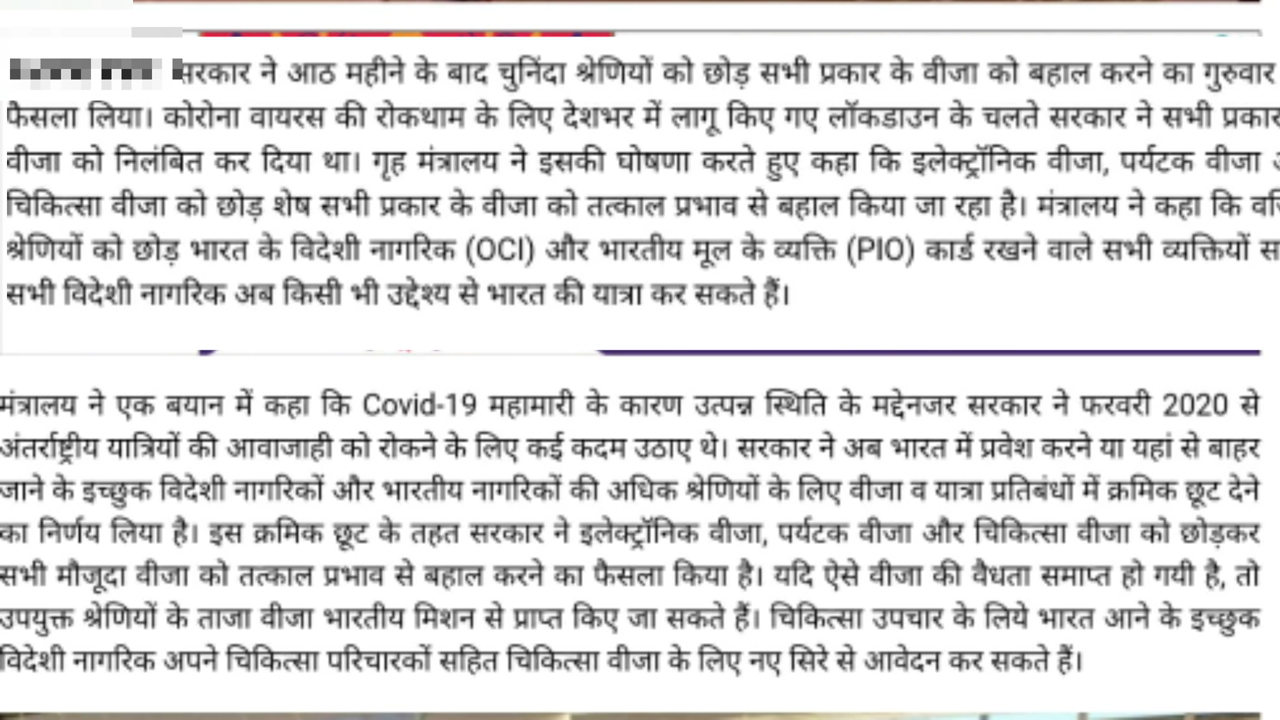 सरकार ने आठ महीने के बाद चुनिंदा श्रेणियों को छोड़ सभी प्रकार के वीजा को बहाल करने का गुरुवार
फैसला लिया। कोरोना वायरस की रोकथाम के लिए देशभर में लागू किए गए लॉकडाउन के चलते सरकार ने सभी प्रकार
वीजा को निलंबित कर दिया था। गृह मंत्रालय ने इसकी घोषणा करते हुए कहा कि इलेक्ट्रॉनिक वीजा, पर्यटक वीजा
चिकित्सा वीजा को छोड़ शेष सभी प्रकार के वीजा को तत्काल प्रभाव से बहाल किया जा रहा है। मंत्रालय ने कहा कि
श्रेणियों को छोड़ भारत के विदेशी नागरिक (OCI) और भारतीय मूल के व्यक्ति (PIO) कार्ड रखने वाले सभी व्यक्तियों
सभी विदेशी नागरिक अब किसी भी उद्देश्य से भारत की यात्रा कर सकते हैं।
मंत्रालय ने एक बयान में कहा कि Covid-19 महामारी के कारण उत्पन्न स्थिति के मद्देनजर सरकार ने फरवरी 2020 से
अंतर्राष्ट्रीय यात्रियों की आवाजाही को रोकने के लिए कई कदम उठाए थे। सरकार ने अब भारत में प्रवेश करने या यहां से बाहर
जाने के इच्छुक विदेशी नागरिकों और भारतीय नागरिकों की अधिक श्रेणियों के लिए वीजा व यात्रा प्रतिबंधों में क्रमिक छूट देने
का निर्णय लिया है। इस क्रमिक छूट के तहत सरकार ने इलेक्ट्रॉनिक वीजा, पर्यटक वीजा और चिकित्सा वीजा को छोड़कर
सभी मौजूदा वीजा को तत्काल प्रभाव से बहाल करने का फैसला किया है। यदि ऐसे वीजा की वैधता समाप्त हो गयी है, तो
उपयुक्त श्रेणियों के ताजा वीजा भारतीय मिशन से प्राप्त किए जा सकते हैं। चिकित्सा उपचार के लिये भारत आने के इच्छुक
विदेशी नागरिक अपने चिकित्सा परिचारकों सहित चिकित्सा वीजा के लिए नए सिरे से आवेदन कर सकते हैं।